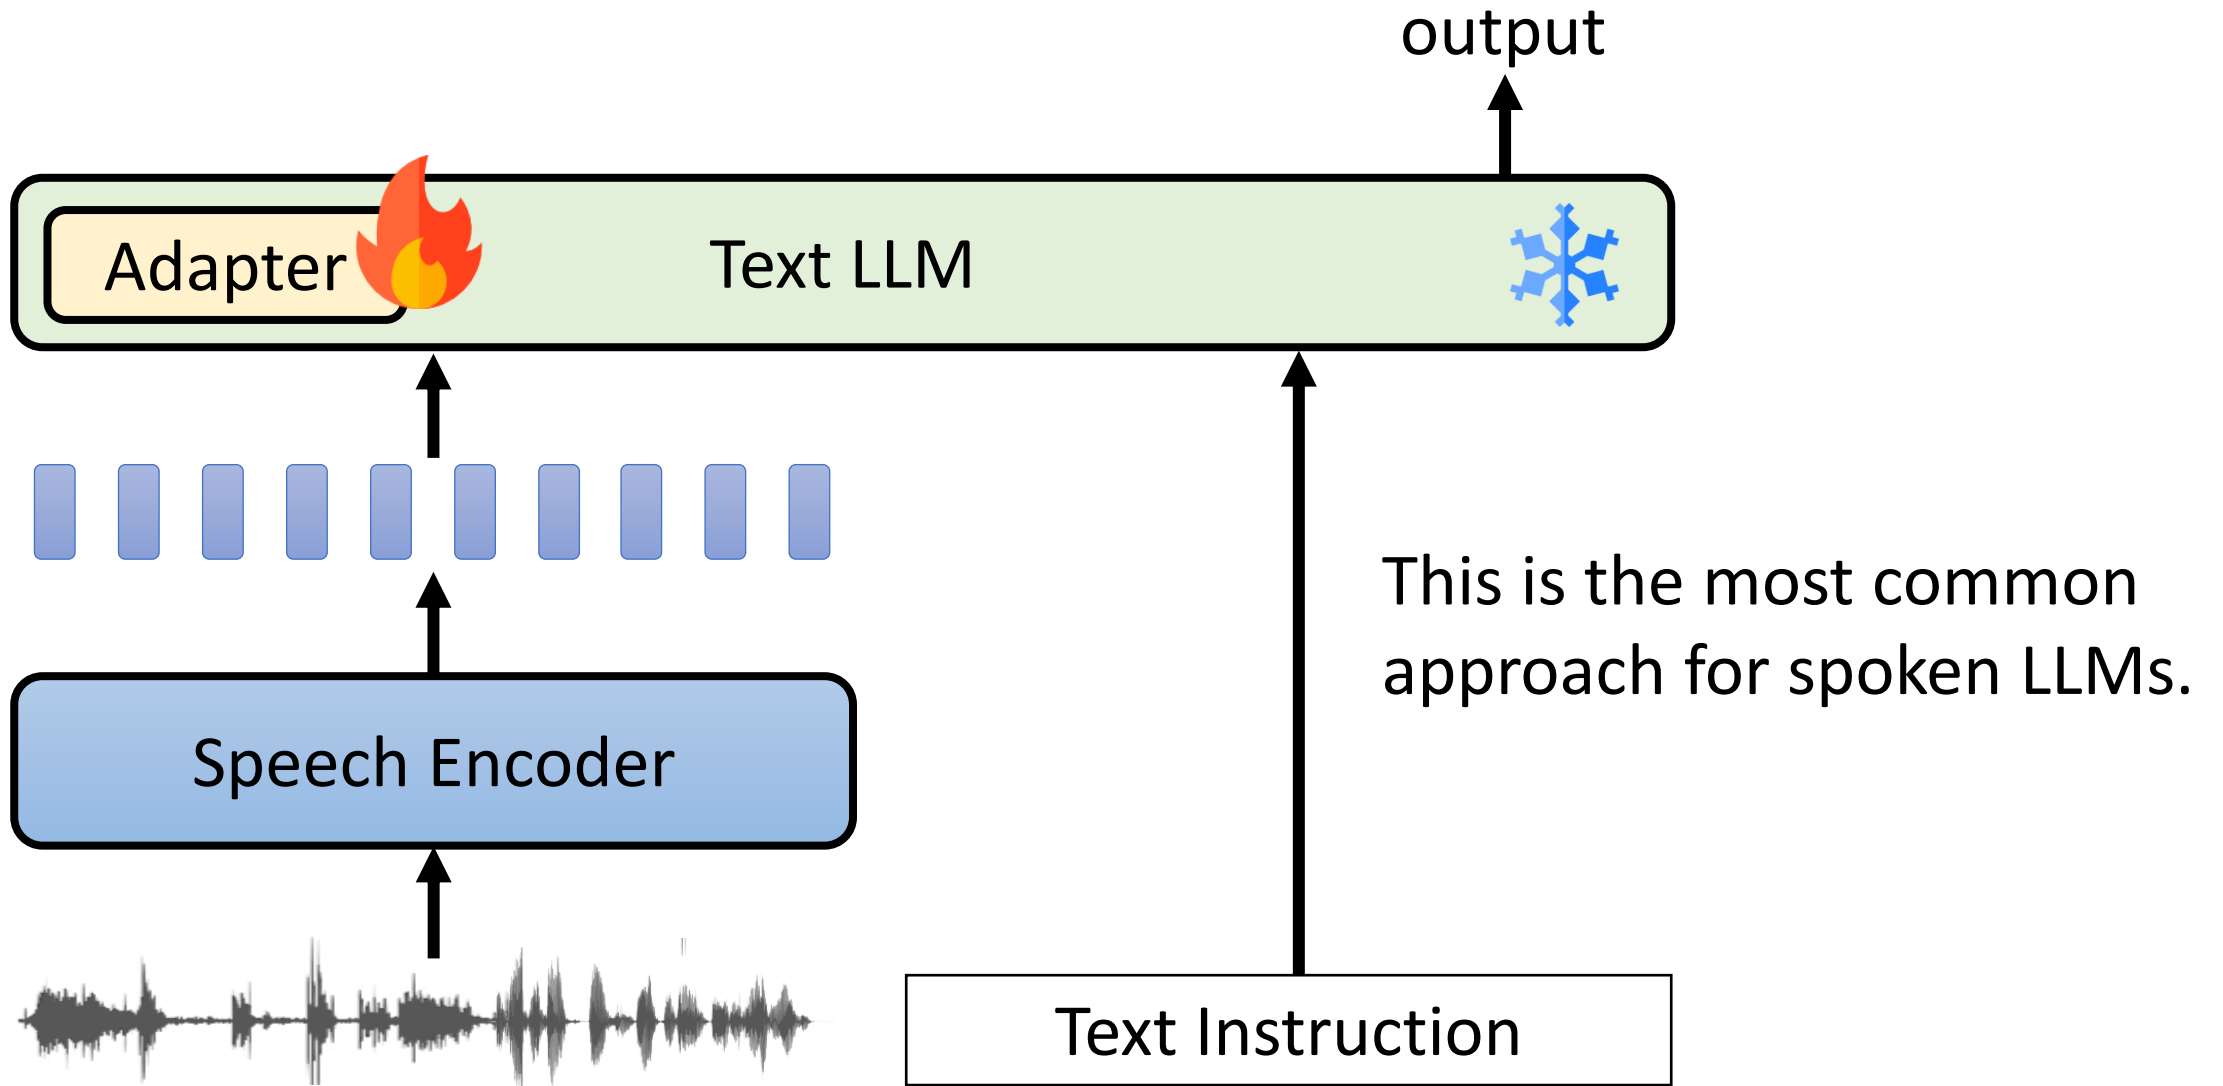 output
Adapter
Text LLM
This is the most common
approach for spoken LLMs.
Speech Encoder
Text Instruction